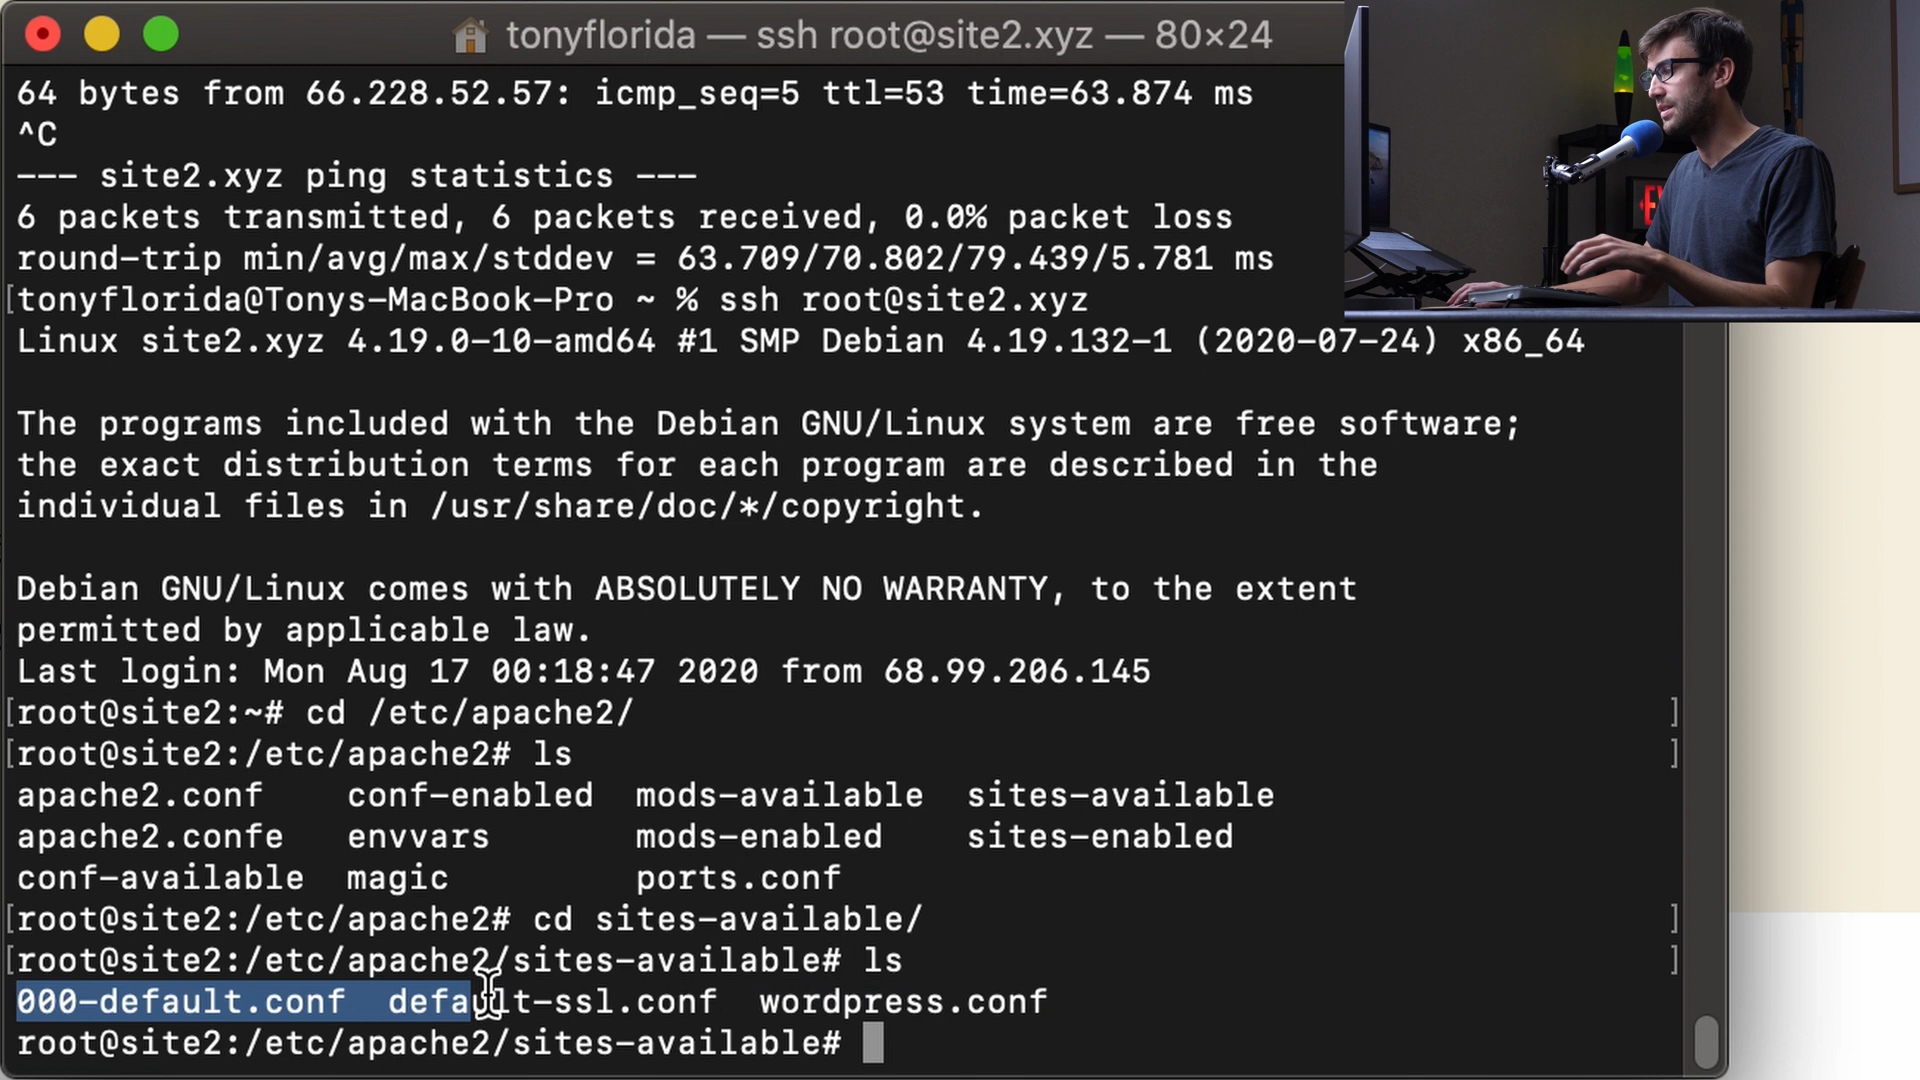 tonyflorida — ssh root@site2.xyz — 80×24
64 bytes from 66.228.52.57: icmp_seq=5 ttl=53 time=63.874 ms
^C
--- site2.xyz ping statistics ---
6 packets transmitted, 6 packets received, 0.0% packet loss
round-trip min/avg/max/stddev = 63.709/70.802/79.439/5.781 ms
[tonyflorida@Tonys-MacBook-Pro ~ % ssh root@site2.xyz
Linux site2.xyz 4.19.0-10-amd64 #1 SMP Debian 4.19.132-1 (2020-07-24) x86_64
The programs included with the Debian GNU/Linux system are free software;
the exact distribution terms for each program are described in the
individual files in /usr/share/doc/*/copyright.
Debian GNU/Linux comes with ABSOLUTELY NO WARRANTY, to the extent
permitted by applicable law.
Last login: Mon Aug 17 00:18:47 2020 from 68.99.206.145
[root@site2:~# cd /etc/apache2/ ]
[root@site2:/etc/apache2# ls ]
apache2.conf conf-enabled mods-available sites-available
apache2.confe envvars mods-enabled sites-enabled
conf-available magic ports.conf
[root@site2:/etc/apache2# cd sites-available/ ]
[root@site2:/etc/apache2/sites-available# ls ]
000-default.conf default-ssl.conf wordpress.conf
root@site2:/etc/apache2/sites-available#